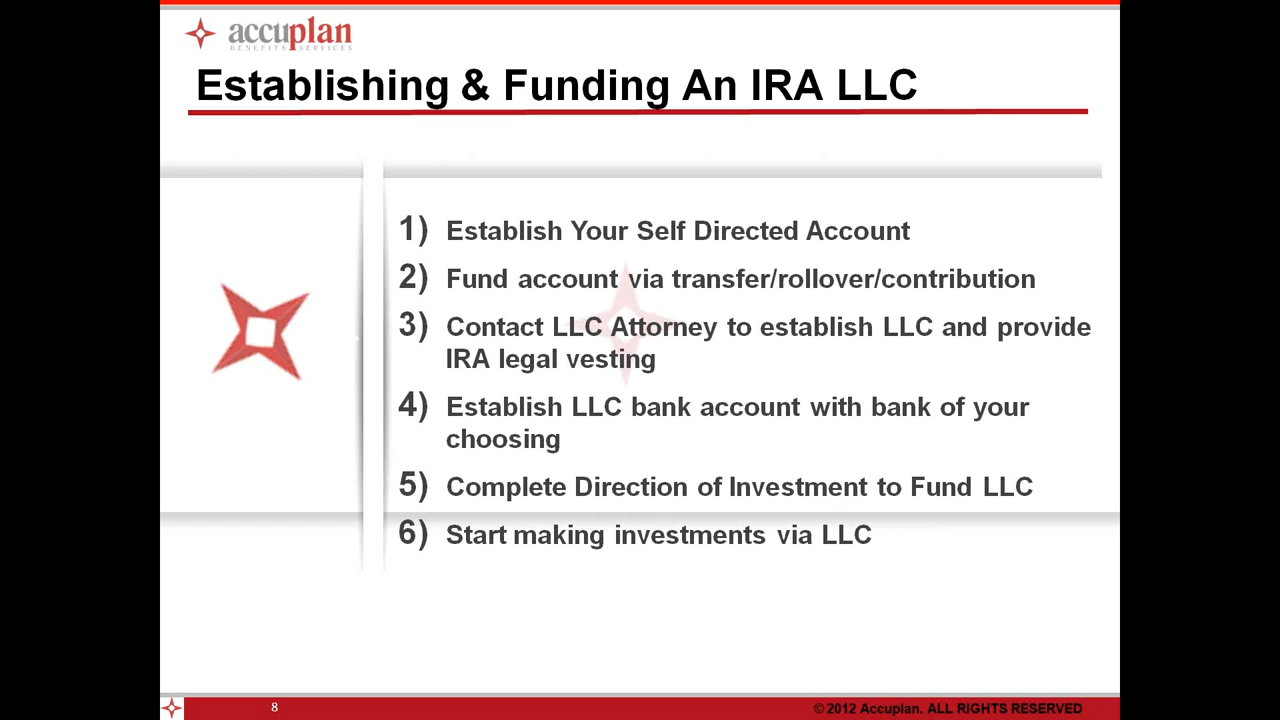 accuplan
BENEFITS SERVICES
Establishing & Funding An IRA LLC
1) Establish Your Self Directed Account
2) Fund account via transfer/rollover/contribution
3) Contact LLC Attorney to establish LLC and provide
IRA legal vesting
4) Establish LLC bank account with bank of your
choosing
5) Complete Direction of Investment to Fund LLC
6) Start making investments via LLC
8
© 2012 Accuplan. ALL RIGHTS RESERVED